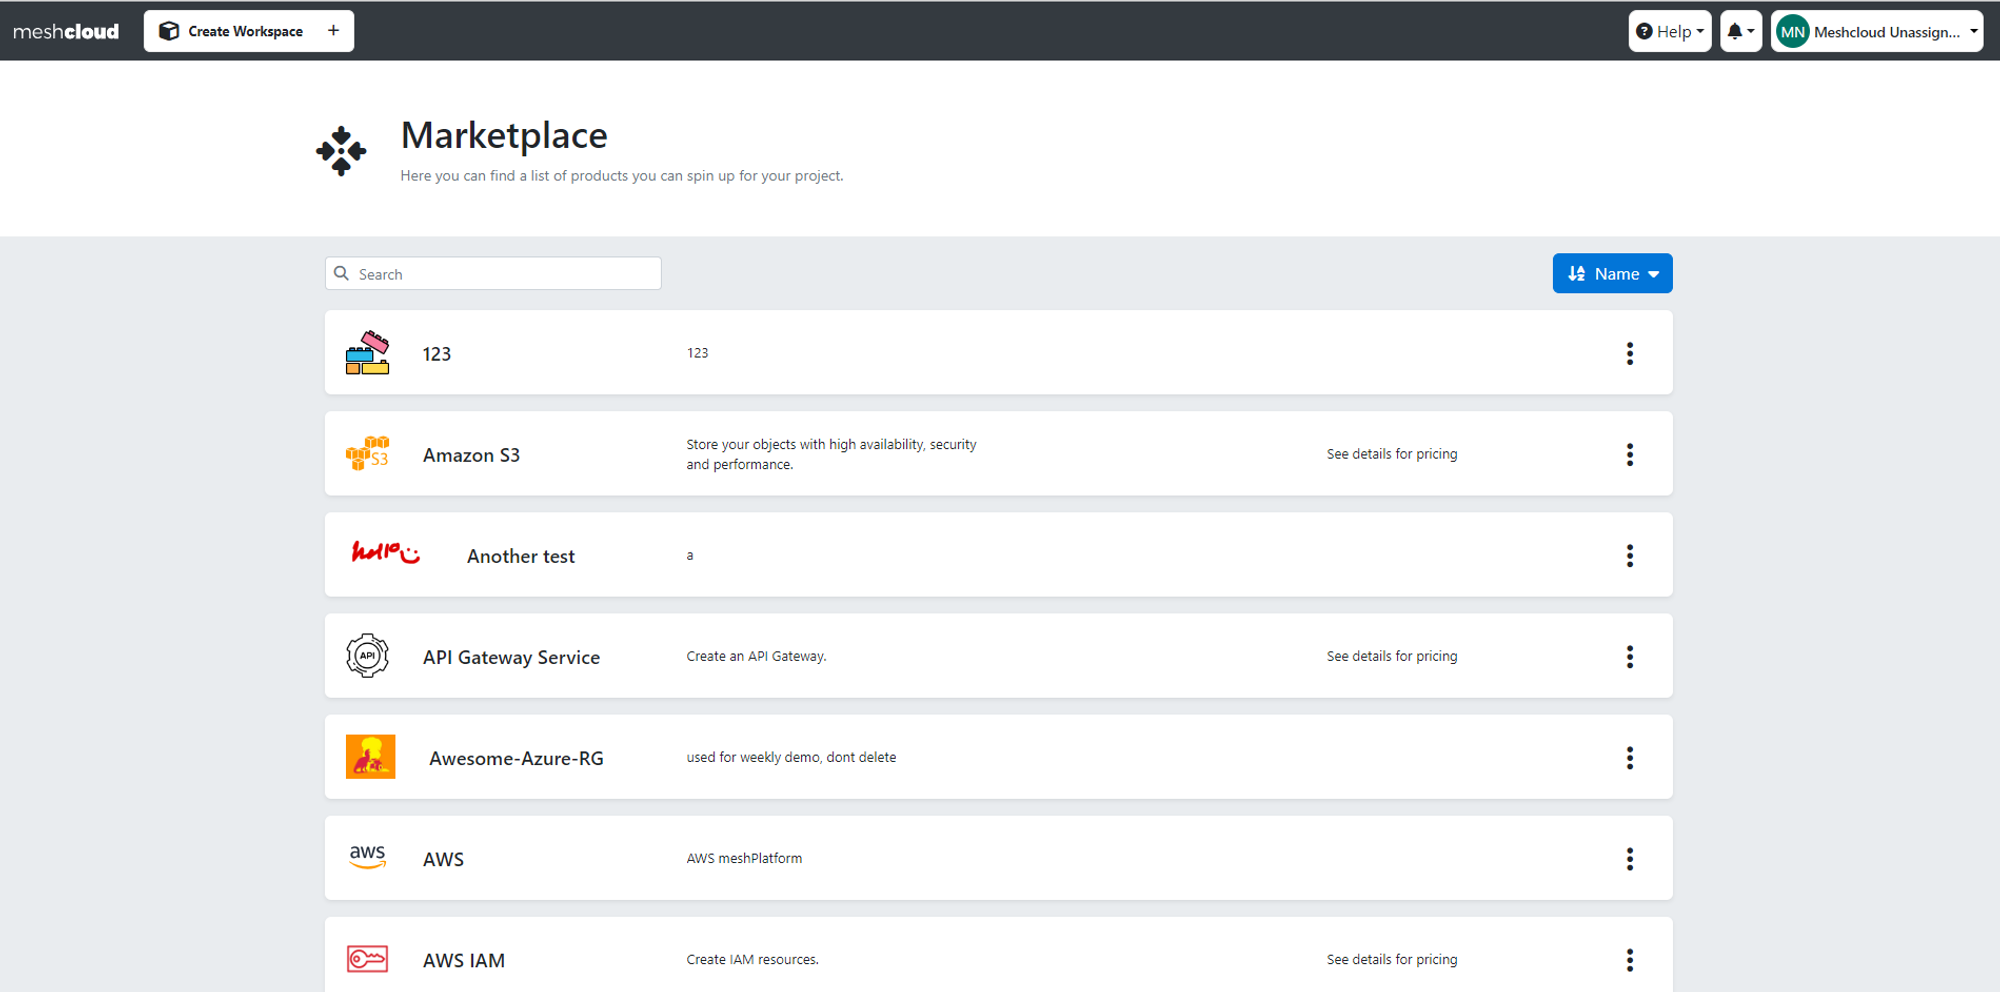 meshcloud
Create Workspace +
Help
MN Meshcloud Unassign...
Marketplace
Here you can find a list of products you can spin up for your project.
Search
Name
123
123
S3
Amazon S3
Store your objects with high availability, security
and performance.
See details for pricing
hello
Another test
a
API
API Gateway Service
Create an API Gateway.
See details for pricing
Awesome-Azure-RG
used for weekly demo, dont delete
aws
AWS
AWS meshPlatform
AWS IAM
Create IAM resources.
See details for pricing